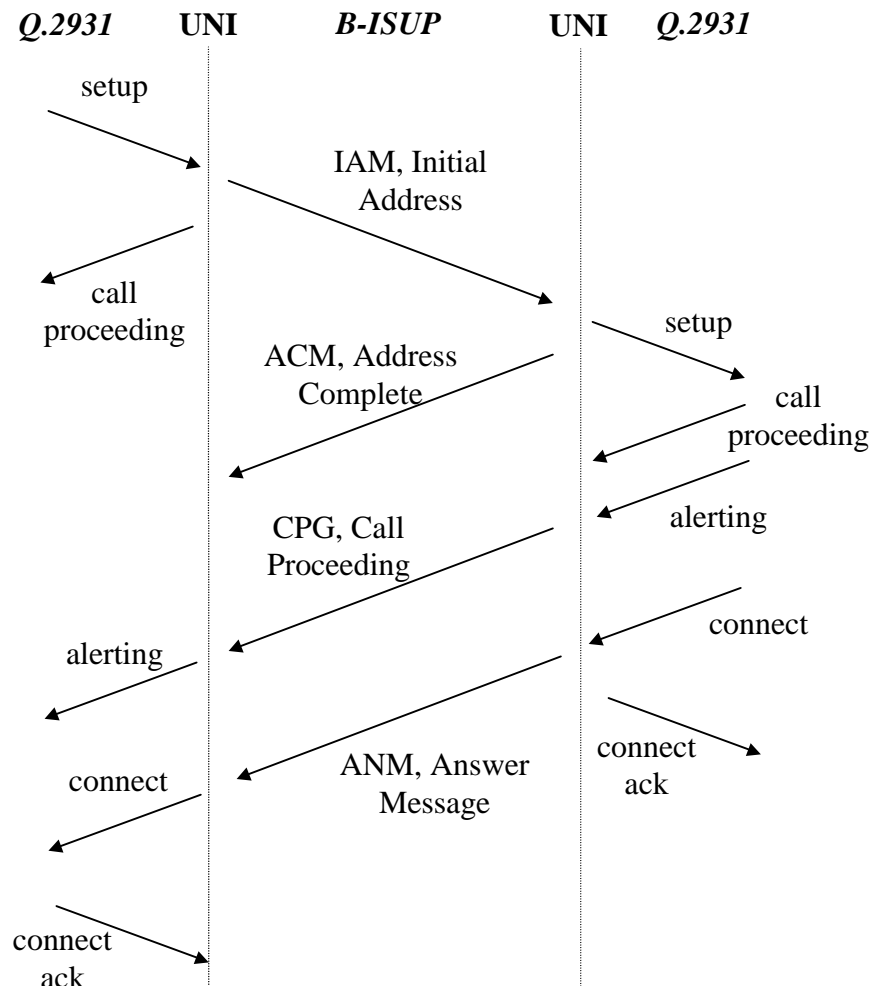 Q.2931 UNI B-ISUP UNI Q.2931
setup
IAM, Initial
Address
call
proceeding
setup
ACM, Address
Complete
call
proceeding
CPG, Call
Proceeding
alerting
connect
alerting
connect
ANM, Answer
Message
connect
ack
connect
ack